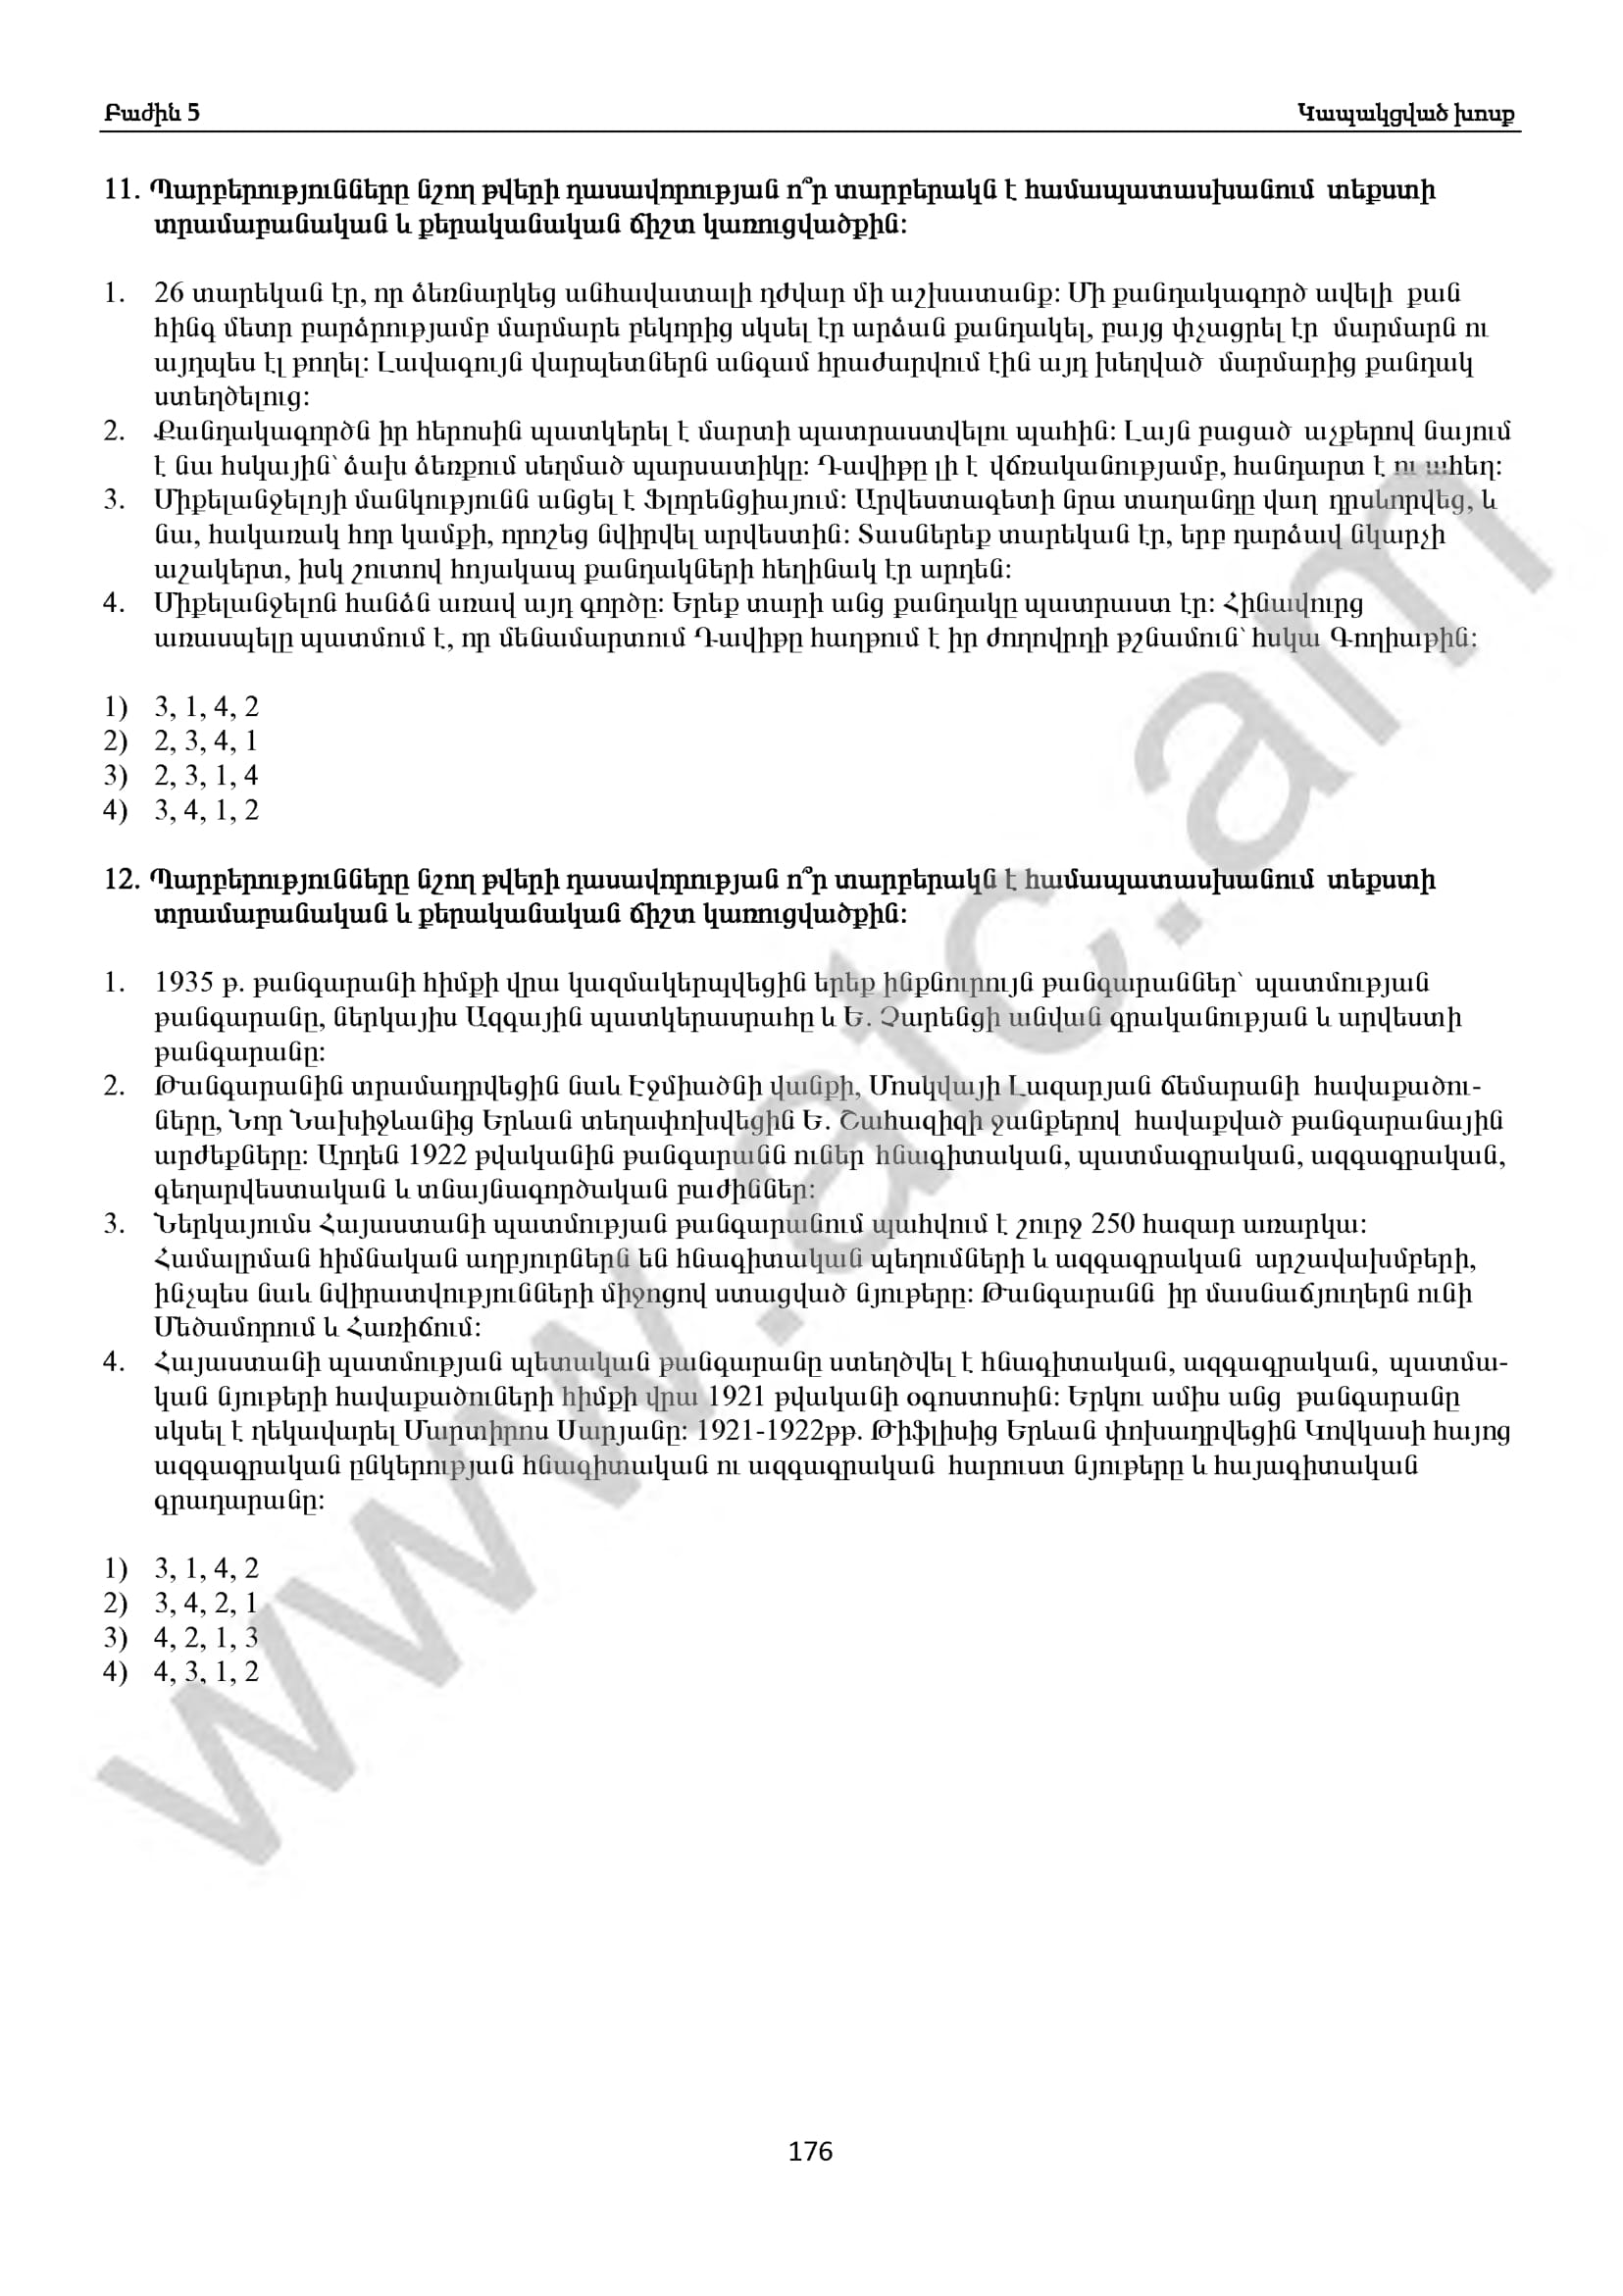 Բաժին 5 Կապակցված խոսք
11. Պարբերությունները նշող թվերի դասավորության ո՞ր տարբերակն է համապատասխանում տեքստի
տրամաբանական և քերականական ճիշտ կառուցվածքին:
1. 26 տարեկան էր, որ ձեռնարկեց անհավատալի դժվար մի աշխատանք: Մի քանդակագործ ավելի քան
հինգ մետր բարձրությամբ մարմարե բեկորից սկսել էր արձան քանդակել, բայց փչացրել էր մարմարն ու
այդպես էլ թողել: Լավագույն վարպետներն անգամ հրաժարվում էին այդ խեղված մարմարից քանդակ
ստեղծելուց:
2. Քանդակագործն իր հերոսին պատկերել է մարտի պատրաստվելու պահին: Լայն բացած աչքերով նայում
է նա հսկային՝ ձախ ձեռքում սեղմած պարսատիկը: Դավիթը լի է վճռականությամբ, հանդարտ է ու ահեղ:
3. Միքելանջելոյի մանկությունն անցել է Ֆլորենցիայում: Արվեստագետի նրա տաղանդը վաղ դրսևորվեց, և
նա, հակառակ հոր կամքի, որոշեց նվիրվել արվեստին: Տասներեք տարեկան էր, երբ դարձավ նկարչի
աշակերտ, իսկ շուտով հոյակապ քանդակների հեղինակ էր արդեն:
4. Միքելանջելոն հանձն առավ այդ գործը: Երեք տարի անց քանդակը պատրաստ էր: Հինավուրց
առասպելը պատմում է, որ մենամարտում Դավիթը հաղթում է իր ժողովրդի թշնամուն՝ հսկա Գողիաթին:
1) 3, 1, 4, 2
2) 2, 3, 4, 1
3) 2, 3, 1, 4
4) 3, 4, 1, 2
12. Պարբերությունները նշող թվերի դասավորության ո՞ր տարբերակն է համապատասխանում տեքստի
տրամաբանական և քերականական ճիշտ կառուցվածքին:
1. 1935 թ. թանգարանի հիմքի վրա կազմակերպվեցին երեք ինքնուրույն թանգարաններ՝ պատմության
թանգարանը, ներկայիս Ազգային պատկերասրահը և Ե. Չարենցի անվան գրականության և արվեստի
թանգարանը:
2. Թանգարանին տրամադրվեցին նաև Էջմիածնի վանքի, Մոսկվայի Լազարյան ճեմարանի հավաքածու-
ները, Նոր Նախիջևանից Երևան տեղափոխվեցին Ե. Շահազիզի ջանքերով հավաքված թանգարանային
արժեքները: Արդեն 1922 թվականին թանգարանն ուներ հնագիտական, պատմագրական, ազգագրական,
գեղարվեստական և տնայնագործական բաժիններ:
3. Ներկայումս Հայաստանի պատմության թանգարանում պահվում է շուրջ 250 հազար առարկա:
Համալրման հիմնական աղբյուրներն են հնագիտական պեղումների և ազգագրական արշավախմբերի,
ինչպես նաև նվիրատվությունների միջոցով ստացված նյութերը: Թանգարանն իր մասնաճյուղերն ունի
Մեծամորում և Հառիճում:
4. Հայաստանի պատմության պետական թանգարանը ստեղծվել է հնագիտական, ազգագրական, պատմա-
կան նյութերի հավաքածուների հիմքի վրա 1921 թվականի օգոստոսին: Երկու ամիս անց թանգարանը
սկսել է ղեկավարել Մարտիրոս Սարյանը: 1921-1922թթ. Թիֆլիսից Երևան փոխադրվեցին Կովկասի հայոց
ազգագրական ընկերության հնագիտական ու ազգագրական հարուստ նյութերը և հայագիտական
գրադարանը:
1) 3, 1, 4, 2
2) 3, 4, 2, 1
3) 4, 2, 1, 3
4) 4, 3, 1, 2
www.atc.am
176